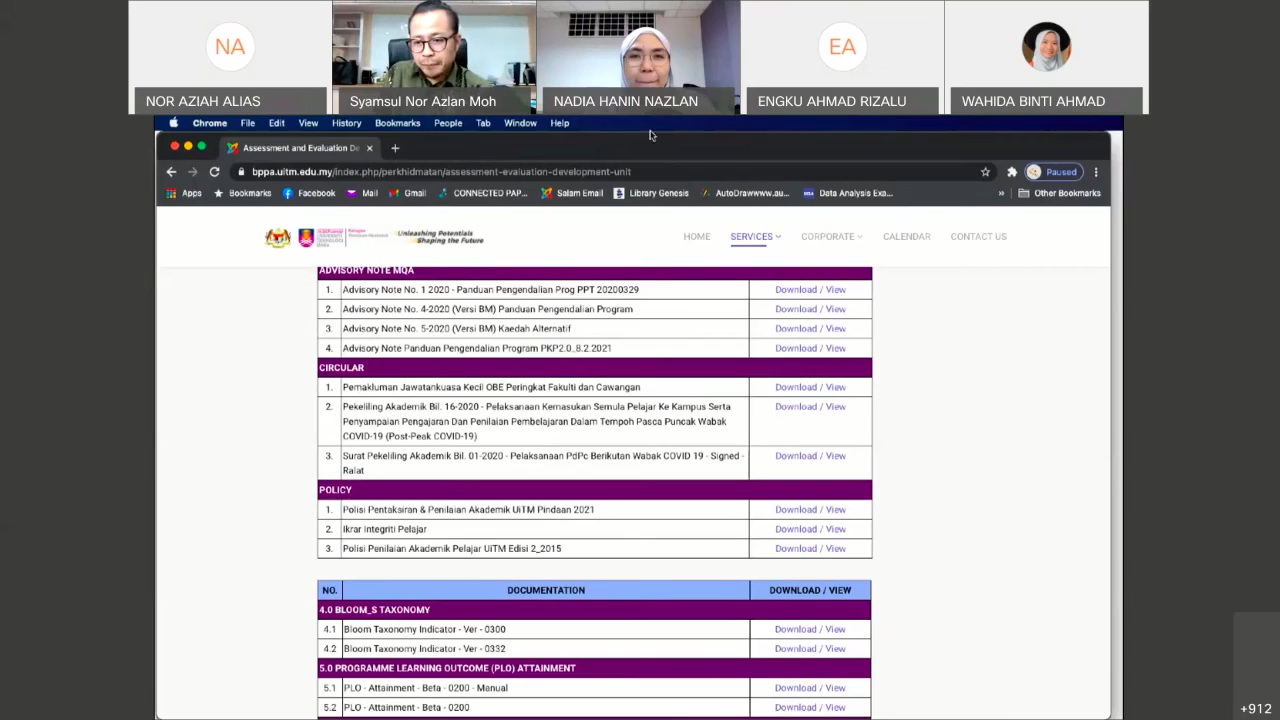 NA
EA
NOR AZIAH ALIAS
Syamsul Nor Azlan Moh
NADIA HANIN NAZLAN
ENGKU AHMAD RIZALU
WAHIDA BINTI AHMAD
Chrome File Edit View History Bookmarks People Tab Window Help
Assessment and Evaluation De
bppa.uitm.edu.my/index.php/perkhidmatan/assessment-evaluation-development-unit
Paused
Apps Bookmarks Facebook Mail Gmail CONNECTED PAP... Salam Email Library Genesis AutoDrawwww.au... Data Analysis Exa... » Other Bookmarks
Unleashing Potentials
Shaping the Future
HOME SERVICES CORPORATE CALENDAR CONTACT US
ADVISORY NOTE MQA
1. Advisory Note No. 1 2020 - Panduan Pengendalian Prog PPT 20200329 Download / View
2. Advisory Note No. 4-2020 (Versi BM) Panduan Pengendalian Program Download / View
3. Advisory Note No. 5-2020 (Versi BM) Kaedah Alternatif Download / View
4. Advisory Note Panduan Pengendalian Program PKP2.0_8.2.2021 Download / View
CIRCULAR
1. Pemakluman Jawatankuasa Kecil OBE Peringkat Fakulti dan Cawangan Download / View
2. Pekeliling Akademik Bil. 16-2020 - Pelaksanaan Kemasukan Semula Pelajar Ke Kampus Serta Download / View
Penyampaian Pengajaran Dan Penilaian Pembelajaran Dalam Tempoh Pasca Puncak Wabak
COVID-19 (Post-Peak COVID-19)
3. Surat Pekeliling Akademik Bil. 01-2020 - Pelaksanaan PdPc Berikutan Wabak COVID 19 - Signed - Download / View
Ralat
POLICY
1. Polisi Pentaksiran & Penilaian Akademik UiTM Pindaan 2021 Download / View
2. Ikrar Integriti Pelajar Download / View
3. Polisi Penilaian Akademik Pelajar UiTM Edisi 2_2015 Download / View
NO. DOCUMENTATION DOWNLOAD / VIEW
4.0 BLOOM_S TAXONOMY
4.1 Bloom Taxonomy Indicator - Ver - 0300 Download / View
4.2 Bloom Taxonomy Indicator - Ver - 0332 Download / View
5.0 PROGRAMME LEARNING OUTCOME (PLO) ATTAINMENT
5.1 PLO - Attainment - Beta - 0200 - Manual Download / View
5.2 PLO - Attainment - Beta - 0200 Download / View
+912